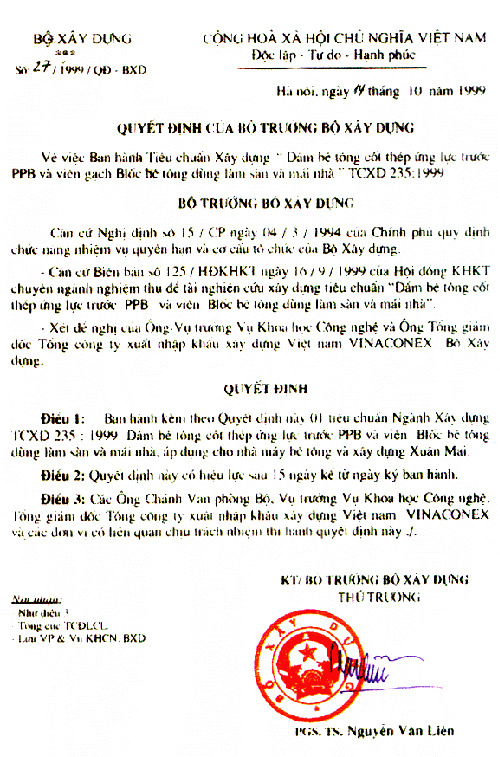 BỘ XÂY DỰNG
CỘNG HOÀ XÃ HỘI CHỦ NGHĨA VIỆT NAM
***
Độc lập - Tự do - Hạnh phúc
Số 27 / 1999 / QĐ - BXD
Hà nội, ngày 14 tháng 10 năm 1999
QUYẾT ĐỊNH CỦA BỘ TRƯỞNG BỘ XÂY DỰNG
Về việc Ban hành Tiêu chuẩn Xây dựng " Dầm bê tông cốt thép ứng lực trước
PPB và viên gạch Blốc bê tông dùng làm sàn và mái nhà " TCXD 235:1999
BỘ TRƯỞNG BỘ XÂY DỰNG
- Căn cứ Nghị định số 15 / CP ngày 04 / 3 / 1994 của Chính phủ quy định
chức năng nhiệm vụ quyền hạn và cơ cấu tổ chức của Bộ Xây dựng.
- Căn cứ Biên bản số 125 / HĐKHKT ngày 16 / 9 / 1999 của Hội đồng KHKT
chuyên ngành nghiệm thu đề tài nghiên cứu xây dựng tiêu chuẩn "Dầm bê tông cốt
thép ứng lực trước PPB và viên Blốc bê tông dùng làm sàn và mái nhà".
- Xét đề nghị của Ông Vụ trưởng Vụ Khoa học Công nghệ và Ông Tổng giám
đốc Tổng công ty xuất nhập khẩu xây dựng Việt nam VINACONEX Bộ Xây
dựng.
QUYẾT ĐỊNH
Điều 1: Ban hành kèm theo Quyết định này 01 tiêu chuẩn Ngành Xây dựng
TCXD 235 : 1999 Dầm bê tông cốt thép ứng lực trước PPB và viên Blốc bê tông
dùng làm sàn và mái nhà, áp dụng cho nhà máy bê tông và xây dựng Xuân Mai.
Điều 2: Quyết định này có hiệu lực sau 15 ngày kể từ ngày ký ban hành.
Điều 3: Các Ông Chánh Văn phòng Bộ, Vụ trưởng Vụ Khoa học Công nghệ,
Tổng giám đốc Tổng công ty xuất nhập khẩu xây dựng Việt nam VINACONEX
và các đơn vị có liên quan chịu trách nhiệm thi hành quyết định này ./.
KT/ BỘ TRƯỞNG BỘ XÂY DỰNG
THỨ TRƯỞNG
Nơi nhận:
- Như điều 3
- Tổng cục TCĐLCL
- Lưu VP & Vụ KHCN, BXD
BỘ XÂY DỰNG
PGS. TS. Nguyễn Văn Liên